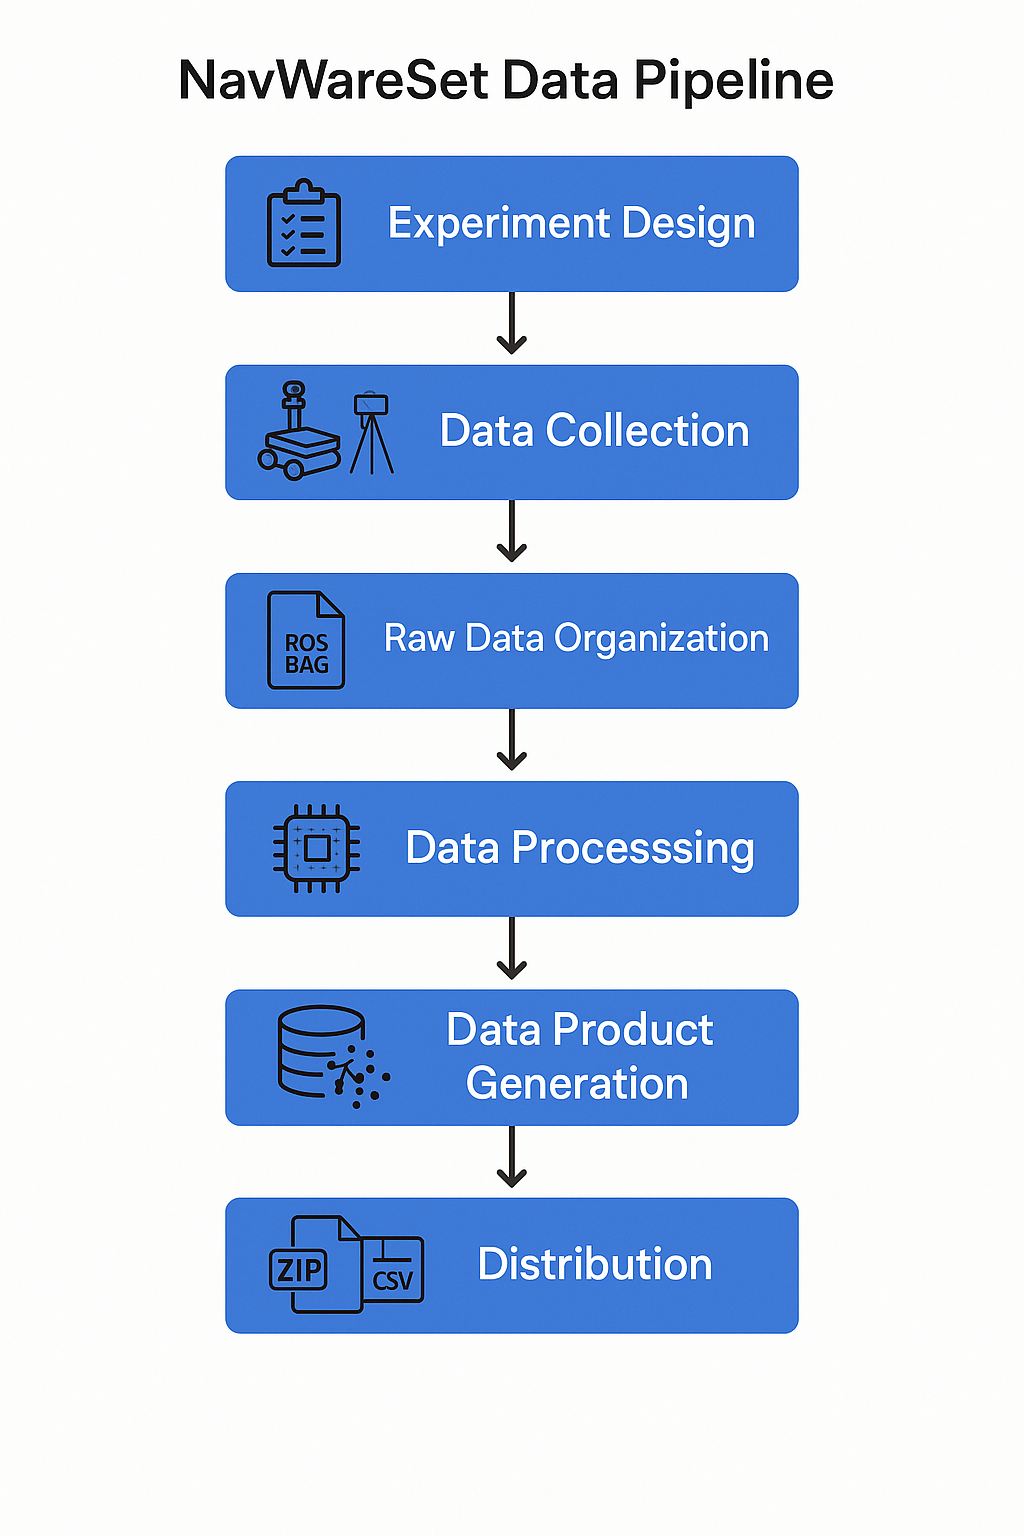 NavWareSet Data Pipeline
Experiment Design
Data Collection
ROS
BAG
Raw Data Organization
Data Processsing
Data Product
Generation
ZIP
CSV
Distribution